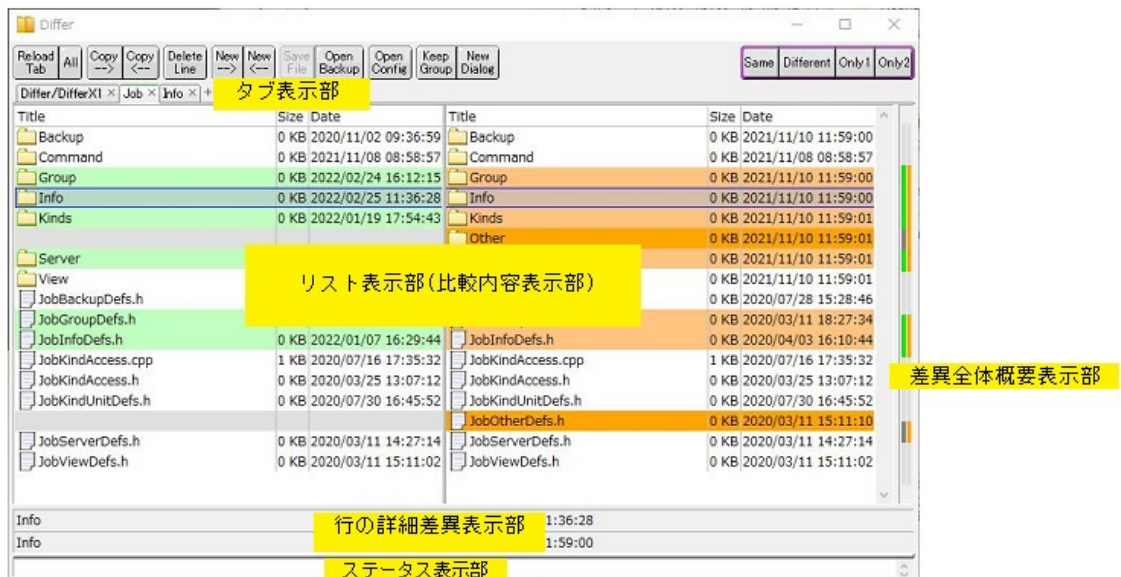 Differ
Reload Tab All Copy --> Copy <-- Delete Line New --> New <-- Save File Open Backup Open Config Keep Group New Dialog Same Different Only1 Only2
Differ/DifferX1 × Job × Info × +
タブ表示部
Title Size Date Title Size Date
Backup 0 KB 2020/11/02 09:36:59 Backup 0 KB 2021/11/10 11:59:00
Command 0 KB 2021/11/08 08:58:57 Command 0 KB 2021/11/08 08:58:57
Group 0 KB 2022/02/24 16:12:15 Group 0 KB 2021/11/10 11:59:00
Info 0 KB 2022/02/25 11:36:28 Info 0 KB 2021/11/10 11:59:00
Kinds 0 KB 2022/01/19 17:54:43 Kinds 0 KB 2021/11/10 11:59:01
Other 0 KB 2021/11/10 11:59:01
Server 0 KB 2021/11/10 11:59:01
View 0 KB 2021/11/10 11:59:01
リスト表示部(比較内容表示部)
JobBackupDefs.h 0 KB 2020/07/28 15:28:46
JobGroupDefs.h 0 KB 2020/03/11 18:27:34
JobInfoDefs.h 0 KB 2022/01/07 16:29:44 JobInfoDefs.h 0 KB 2020/04/03 16:10:44
JobKindAccess.cpp 1 KB 2020/07/16 17:35:32 JobKindAccess.cpp 1 KB 2020/07/16 17:35:32
JobKindAccess.h 0 KB 2020/03/25 13:07:12 JobKindAccess.h 0 KB 2020/03/25 13:07:12
差異全体概要表示部
JobKindUnitDefs.h 0 KB 2020/07/30 16:45:52 JobKindUnitDefs.h 0 KB 2020/07/30 16:45:52
JobOtherDefs.h 0 KB 2020/03/11 15:11:10
JobServerDefs.h 0 KB 2020/03/11 14:27:14 JobServerDefs.h 0 KB 2020/03/11 14:27:14
JobViewDefs.h 0 KB 2020/03/11 15:11:02 JobViewDefs.h 0 KB 2020/03/11 15:11:02
Info 1:36:28
行の詳細差異表示部
Info 1:59:00
ステータス表示部